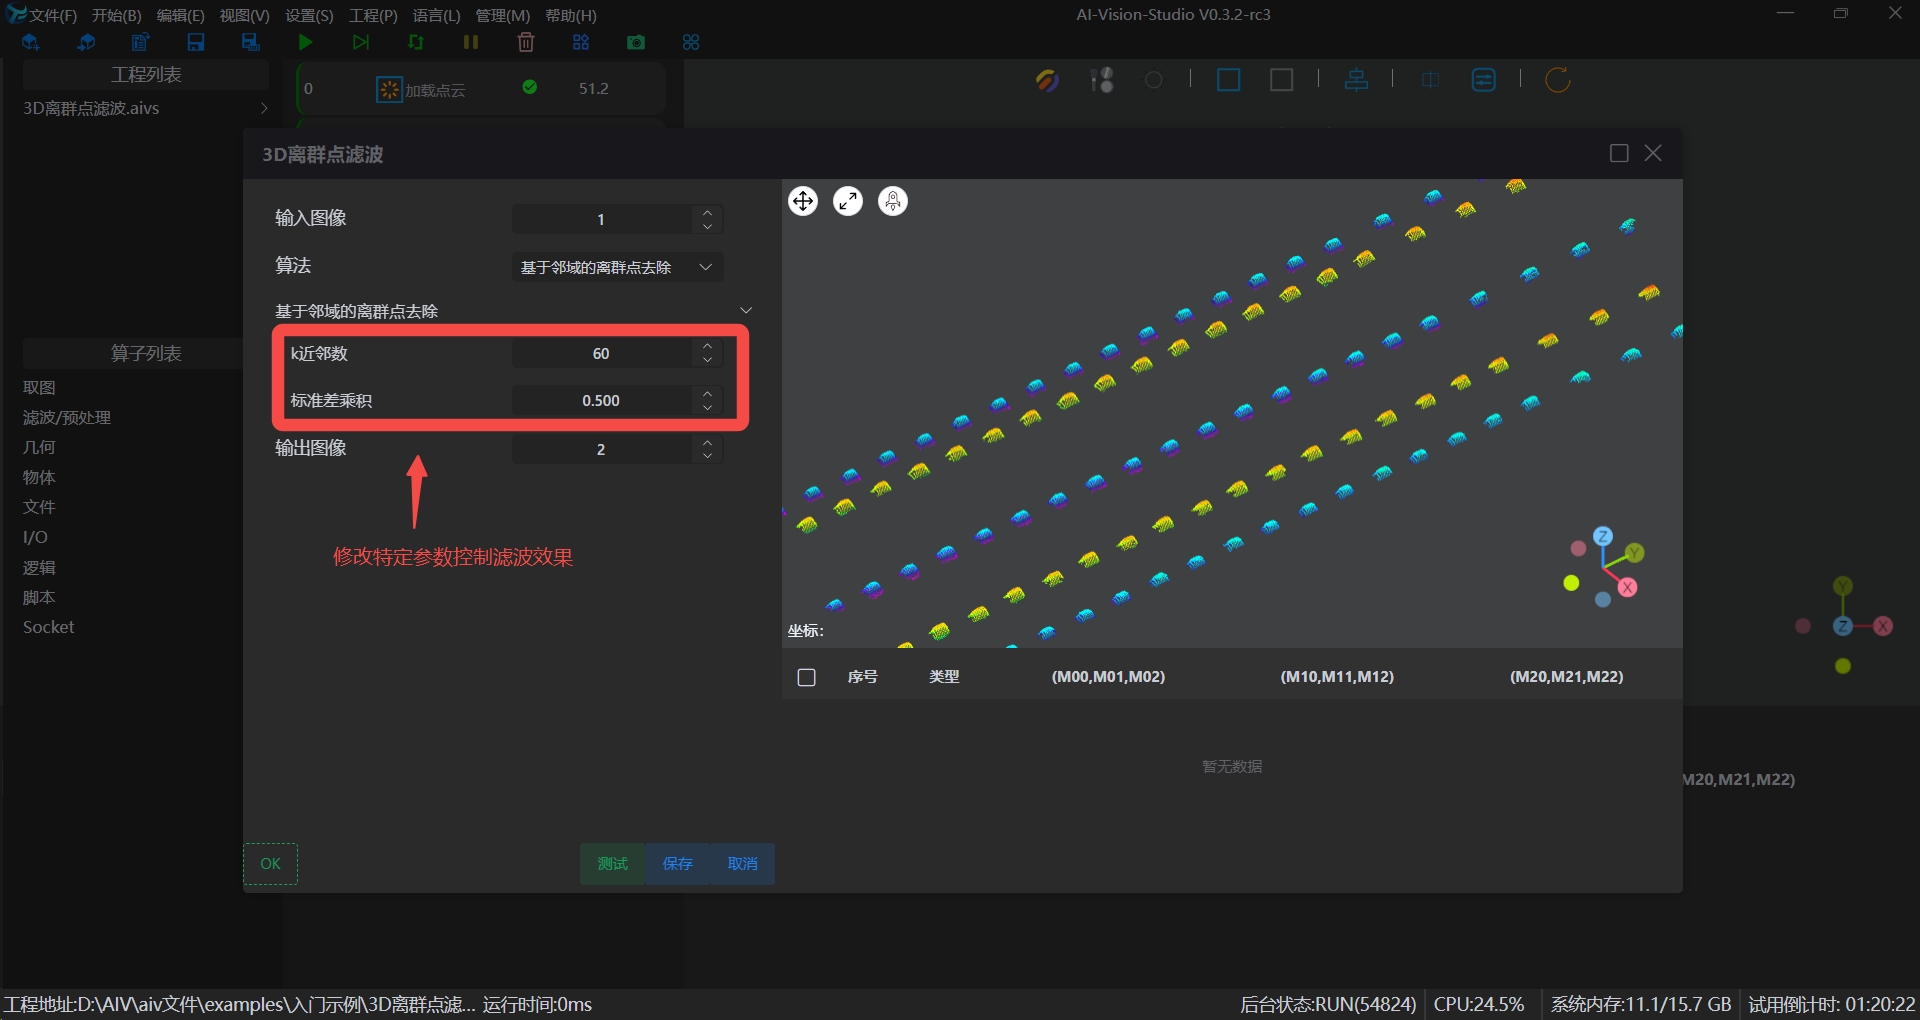 文件(F) 开始(B) 编辑(E) 视图(V) 设置(S) 工程(P) 语言(L) 管理(M) 帮助(H) AI-Vision-Studio V0.3.2-rc3
工程列表
0 加载点云 51.2
3D离群点滤波.aivs
3D离群点滤波
输入图像 1
算法 基于邻域的离群点去除
基于邻域的离群点去除
k近邻数 60
标准差乘积 0.500
输出图像 2
修改特定参数控制滤波效果
算子列表
取图
滤波/预处理
几何
物体
文件
I/O
逻辑
脚本
Socket
Z
Y
X
坐标:
Y
Z X
序号 类型 (M00,M01,M02) (M10,M11,M12) (M20,M21,M22)
暂无数据
M20,M21,M22)
OK 测试 保存 取消
工程地址:D:\AIV\aiv文件\examples\入门示例\3D离群点滤... 运行时间:0ms 后台状态:RUN(54824) CPU:24.5% 系统内存:11.1/15.7 GB 试用倒计时: 01:20:22